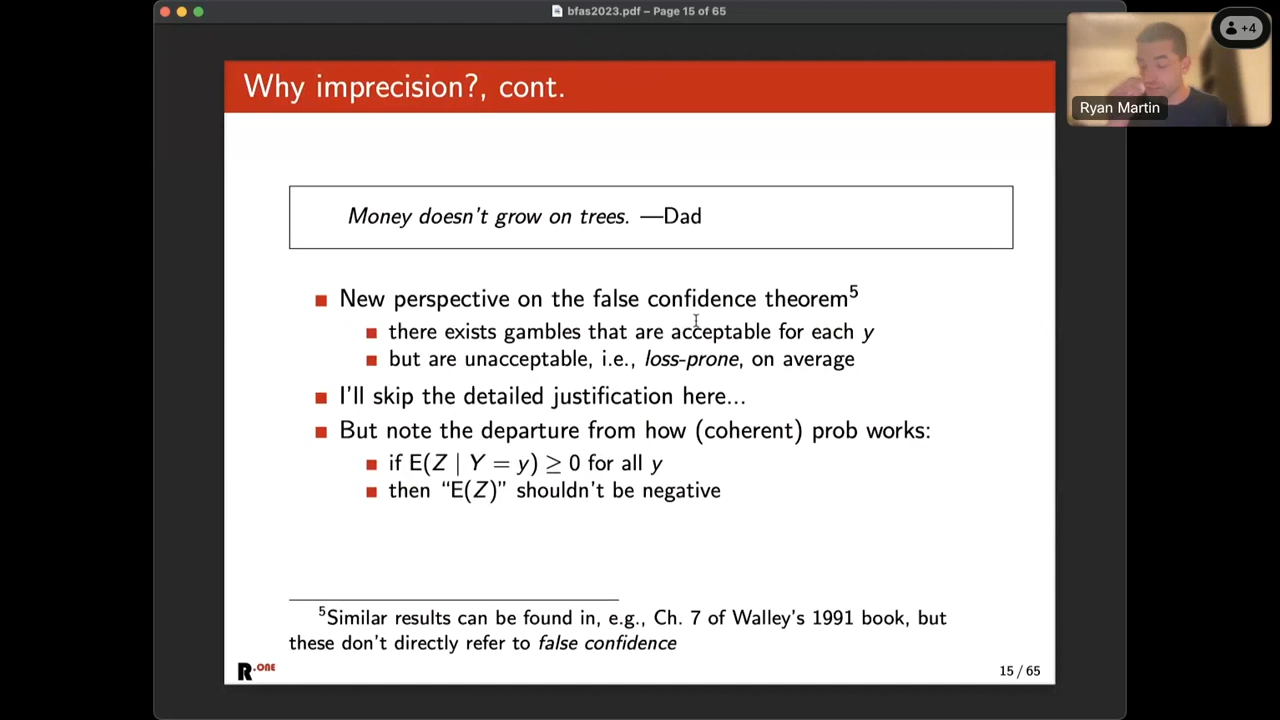 bfas2023.pdf – Page 15 of 65
+4
Ryan Martin
Why imprecision?, cont.
Money doesn't grow on trees. —Dad
■ New perspective on the false confidence theorem⁵
■ there exists gambles that are acceptable for each y
■ but are unacceptable, i.e., loss-prone, on average
■ I'll skip the detailed justification here...
■ But note the departure from how (coherent) prob works:
■ if E(Z | Y = y) ≥ 0 for all y
■ then “E(Z)” shouldn't be negative
⁵Similar results can be found in, e.g., Ch. 7 of Walley's 1991 book, but
these don't directly refer to false confidence
R.ONE
15 / 65